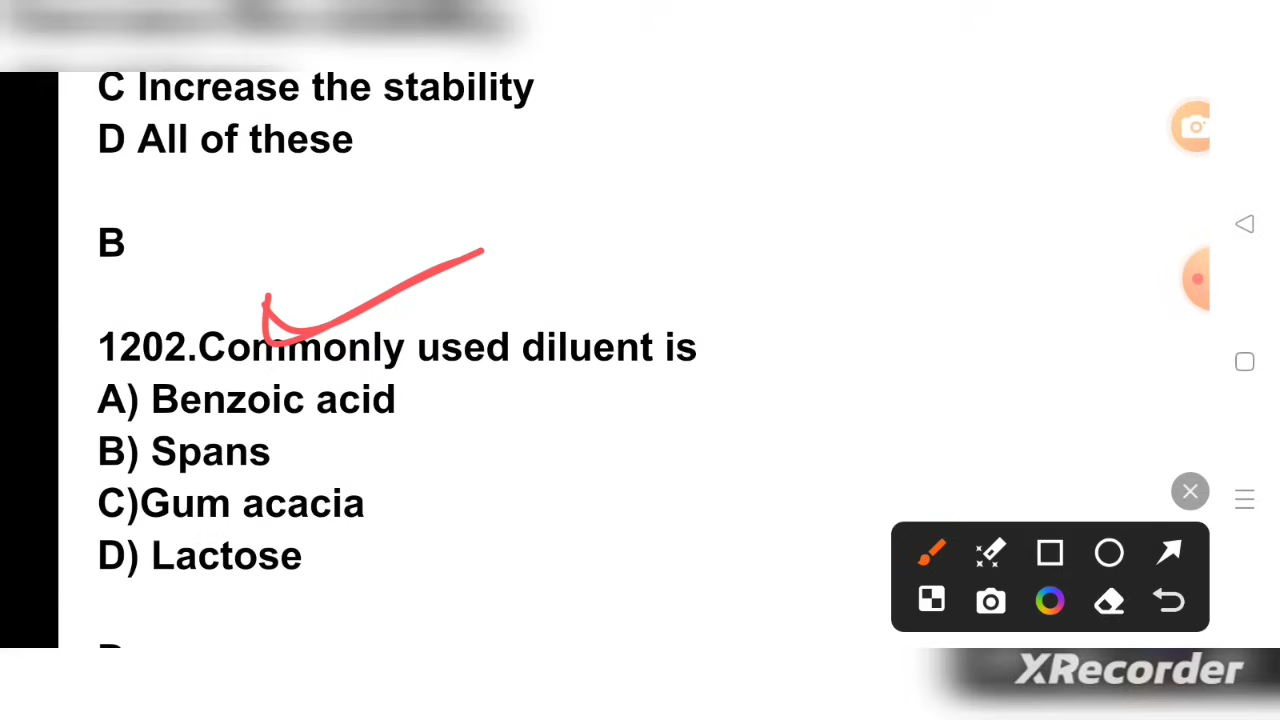 C Increase the stability
D All of these
B
1202.Commonly used diluent is
A) Benzoic acid
B) Spans
C)Gum acacia
D) Lactose
XRecorder